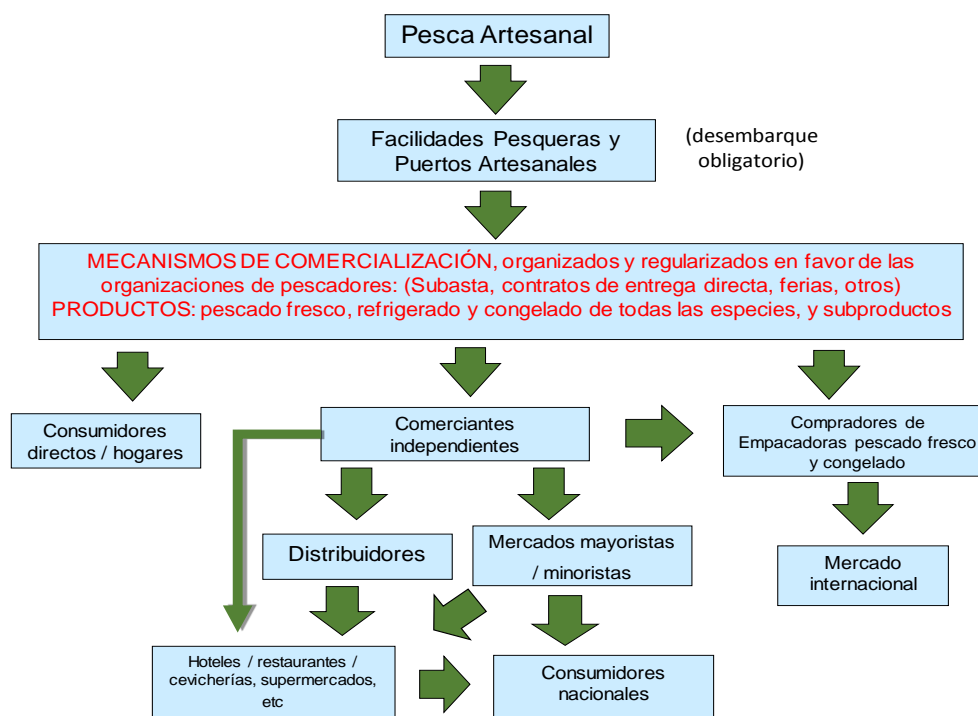 Pesca Artesanal
Facilidades Pesqueras y
Puertos Artesanales
(desembarque
obligatorio)
MECANISMOS DE COMERCIALIZACIÓN, organizados y regularizados en favor de las
organizaciones de pescadores: (Subasta, contratos de entrega directa, ferias, otros)
PRODUCTOS: pescado fresco, refrigerado y congelado de todas las especies, y subproductos
Consumidores
directos / hogares
Comerciantes
independientes
Compradores de
Empacadoras pescado fresco
y congelado
Distribuidores
Mercados mayoristas
/ minoristas
Mercado
internacional
Hoteles / restaurantes /
cevicherías, supermercados,
etc
Consumidores
nacionales